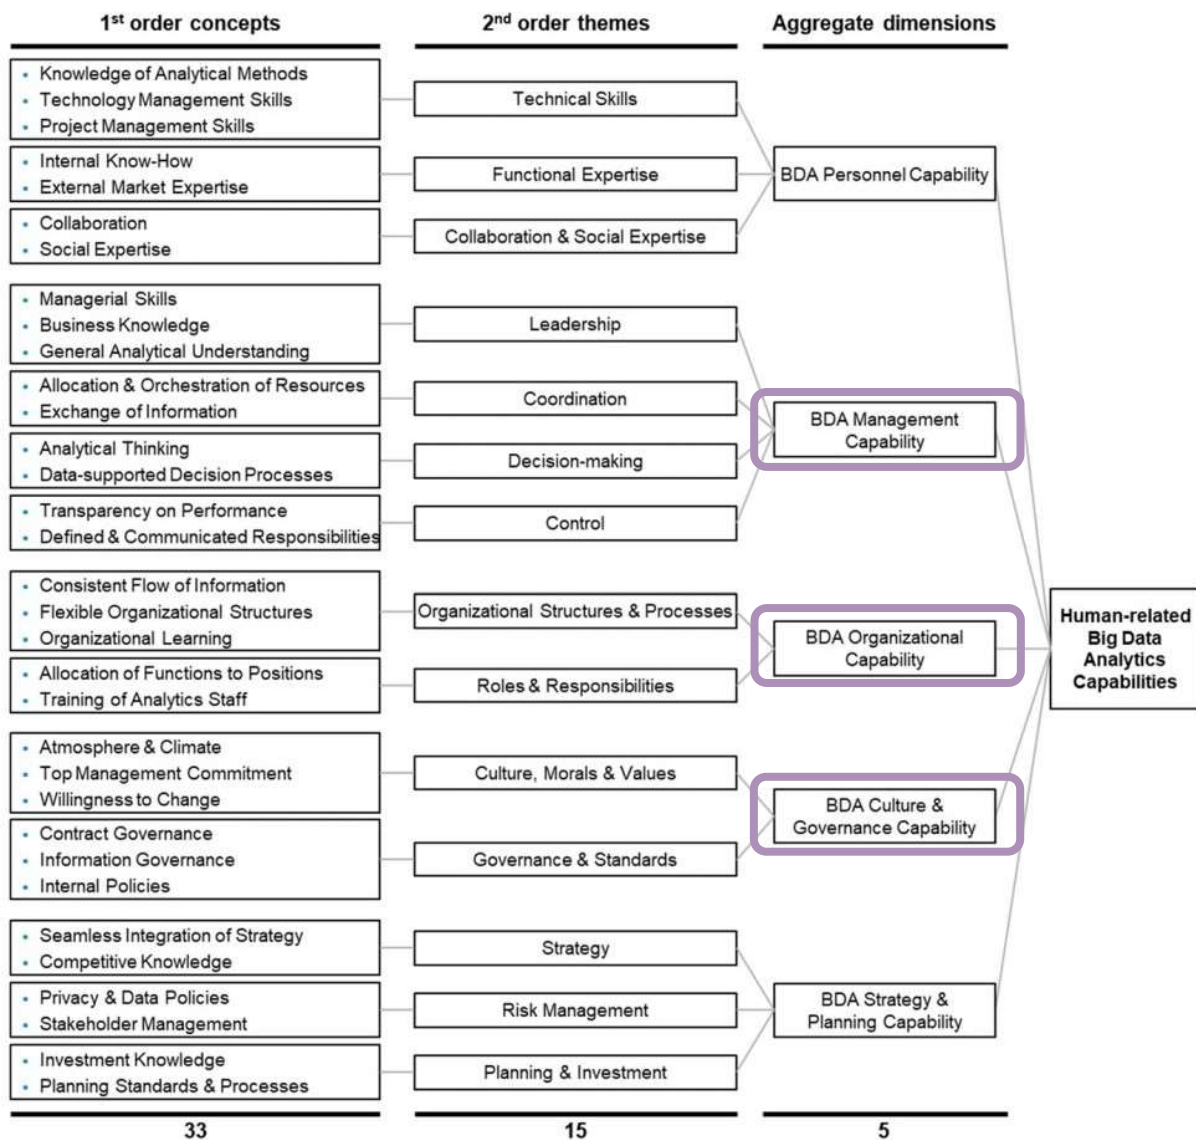 1st order concepts
2nd order themes
Aggregate dimensions
• Knowledge of Analytical Methods
• Technology Management Skills
• Project Management Skills
Technical Skills
• Internal Know-How
• External Market Expertise
Functional Expertise
BDA Personnel Capability
• Collaboration
• Social Expertise
Collaboration & Social Expertise
• Managerial Skills
• Business Knowledge
• General Analytical Understanding
Leadership
• Allocation & Orchestration of Resources
• Exchange of Information
Coordination
BDA Management
Capability
• Analytical Thinking
• Data-supported Decision Processes
Decision-making
• Transparency on Performance
• Defined & Communicated Responsibilities
Control
• Consistent Flow of Information
• Flexible Organizational Structures
• Organizational Learning
Organizational Structures & Processes
BDA Organizational
Capability
• Allocation of Functions to Positions
• Training of Analytics Staff
Roles & Responsibilities
Human-related
Big Data
Analytics
Capabilities
• Atmosphere & Climate
• Top Management Commitment
• Willingness to Change
Culture, Morals & Values
BDA Culture &
Governance Capability
• Contract Governance
• Information Governance
• Internal Policies
Governance & Standards
• Seamless Integration of Strategy
• Competitive Knowledge
Strategy
• Privacy & Data Policies
• Stakeholder Management
Risk Management
BDA Strategy &
Planning Capability
• Investment Knowledge
• Planning Standards & Processes
Planning & Investment
33
15
5